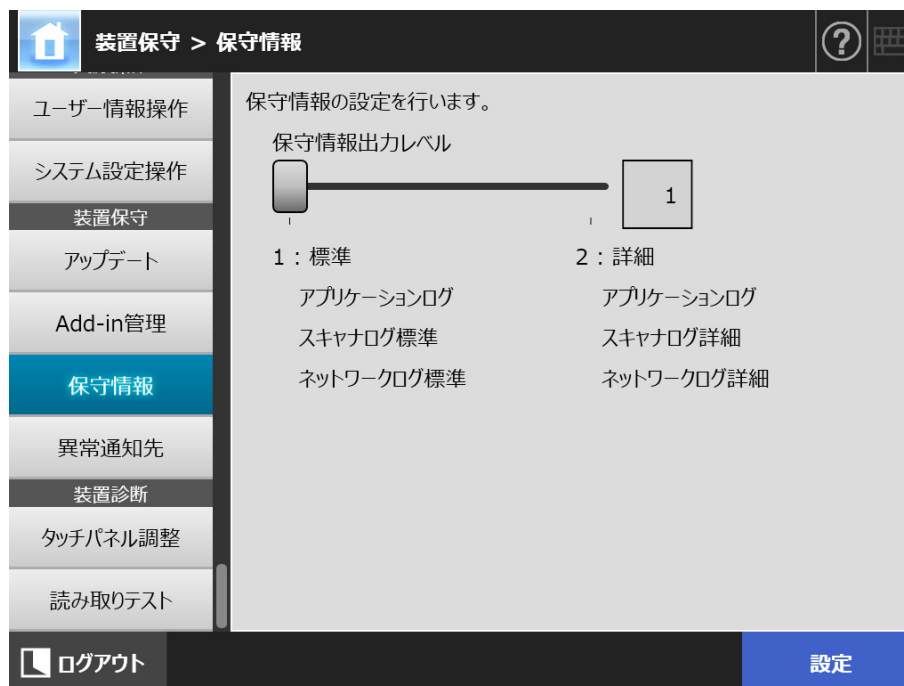 装置保守 > 保守情報
ユーザー情報操作
システム設定操作
装置保守
アップデート
Add-in管理
保守情報
異常通知先
装置診断
タッチパネル調整
読み取りテスト
保守情報の設定を行います。
保守情報出力レベル
1
1：標準
アプリケーションログ
スキャナログ標準
ネットワークログ標準
2：詳細
アプリケーションログ
スキャナログ詳細
ネットワークログ詳細
ログアウト
設定